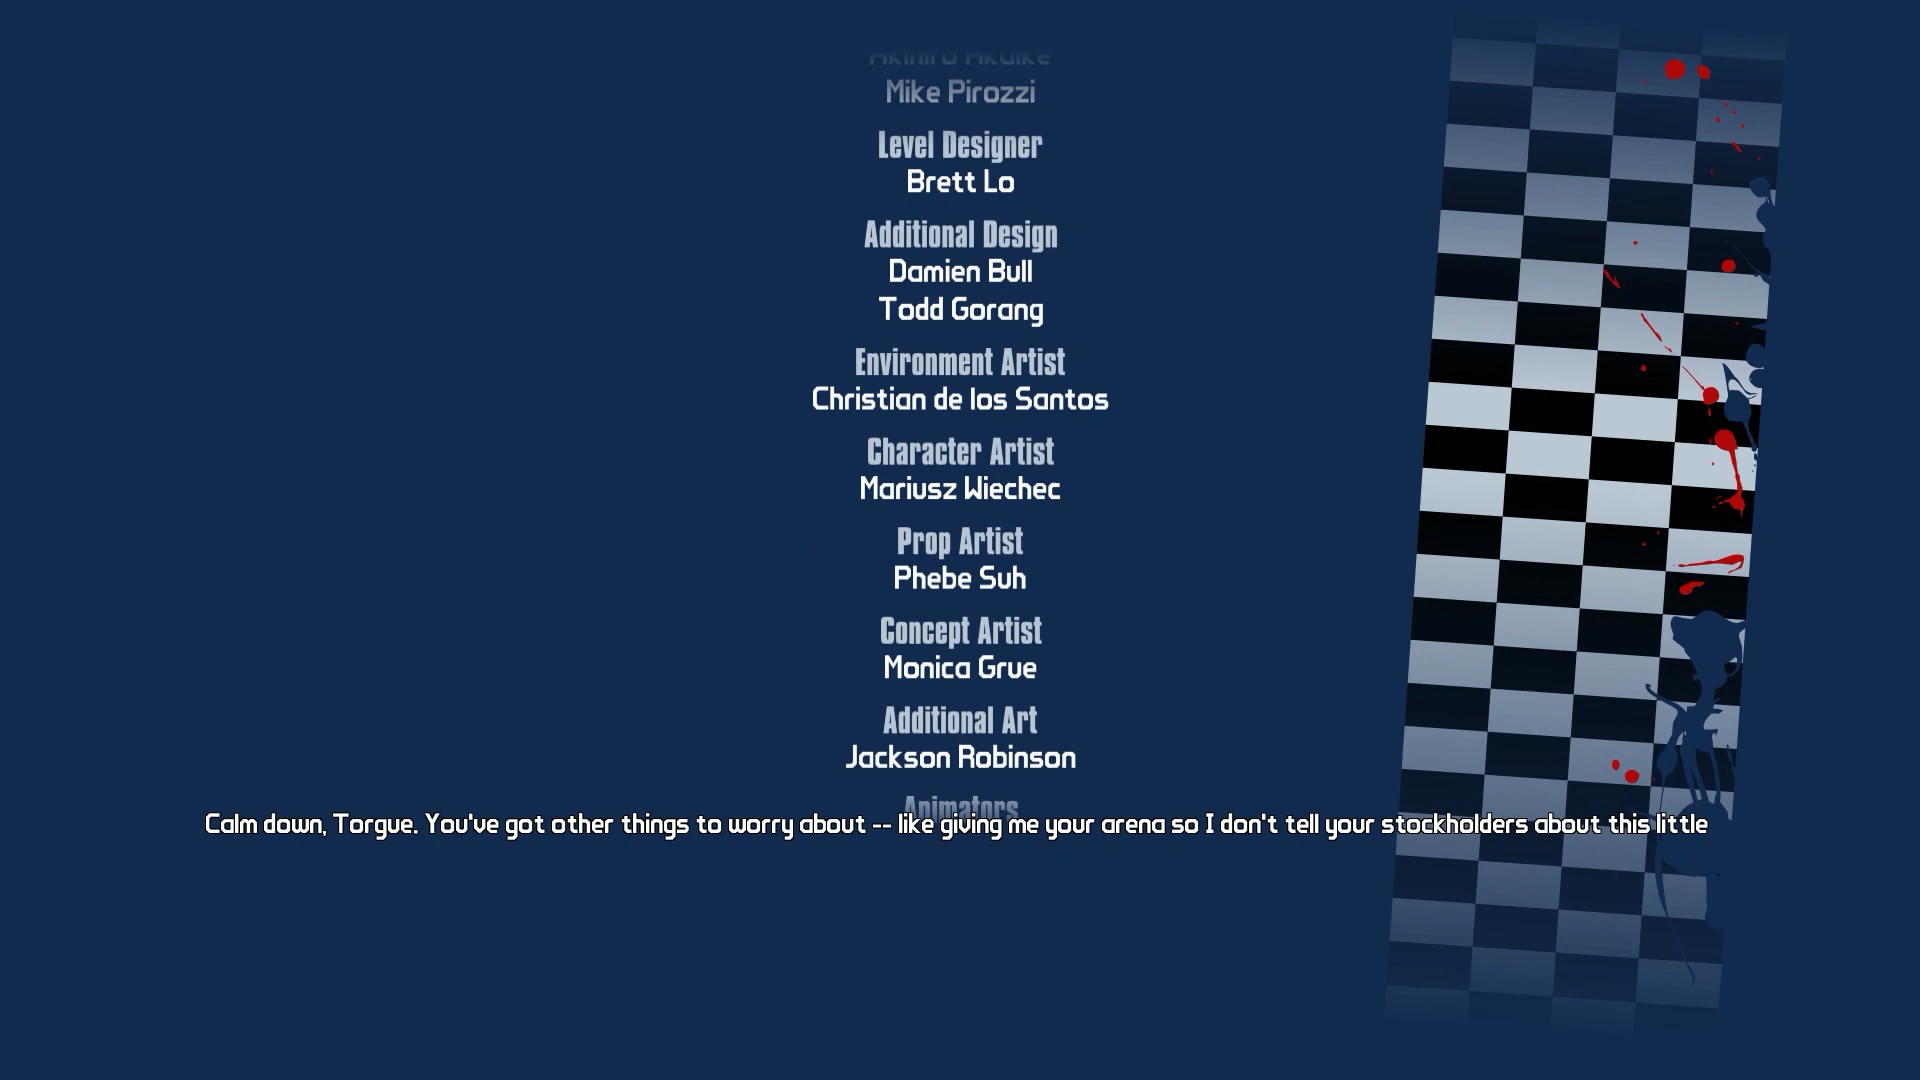 Mike Pirozzi
Level Designer
Brett Lo
Additional Design
Damien Bull
Todd Gorang
Environment Artist
Christian de los Santos
Character Artist
Mariusz Wiechec
Prop Artist
Phebe Suh
Concept Artist
Monica Grue
Additional Art
Jackson Robinson
Animators
Calm down, Torgue. You've got other things to worry about -- like giving me your arena so I don't tell your stockholders about this little